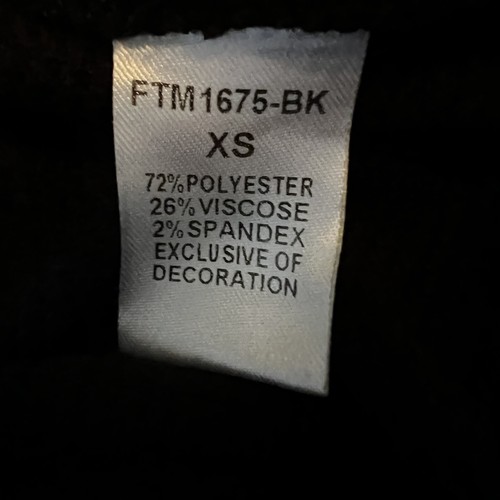 FTM1675-BK
XS
72%POLYESTER
26%VISCOSE
2%SPANDEX
EXCLUSIVE OF
DECORATION